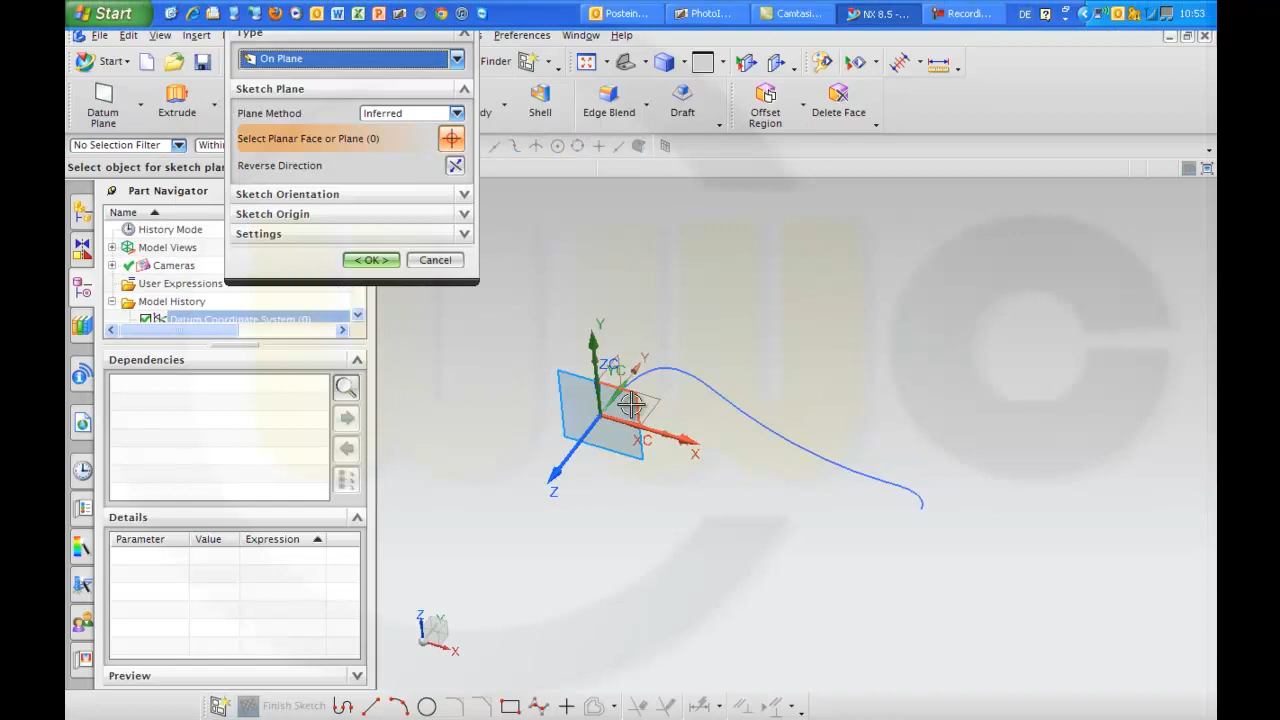 Start
Postein...
PhotoI...
Camtasi...
NX 8.5 -...
Recordi...
DE
10:53
File Edit View Insert
Preferences Window Help
Type
On Plane
Start
Finder
Sketch Plane
Plane Method
Inferred
Datum Plane
Extrude
Shell
Edge Blend
Draft
Offset Region
Delete Face
Select Planar Face or Plane (0)
No Selection Filter
Within
Reverse Direction
Select object for sketch plan
Part Navigator
Sketch Orientation
Name
Sketch Origin
History Mode
Settings
Model Views
Cameras
< OK >
Cancel
User Expressions
Model History
Datum Coordinate System (0)
Dependencies
Y
ZC
YC
Y
XC
X
Z
Details
Parameter Value Expression
Z
Y
X
Preview
Finish Sketch